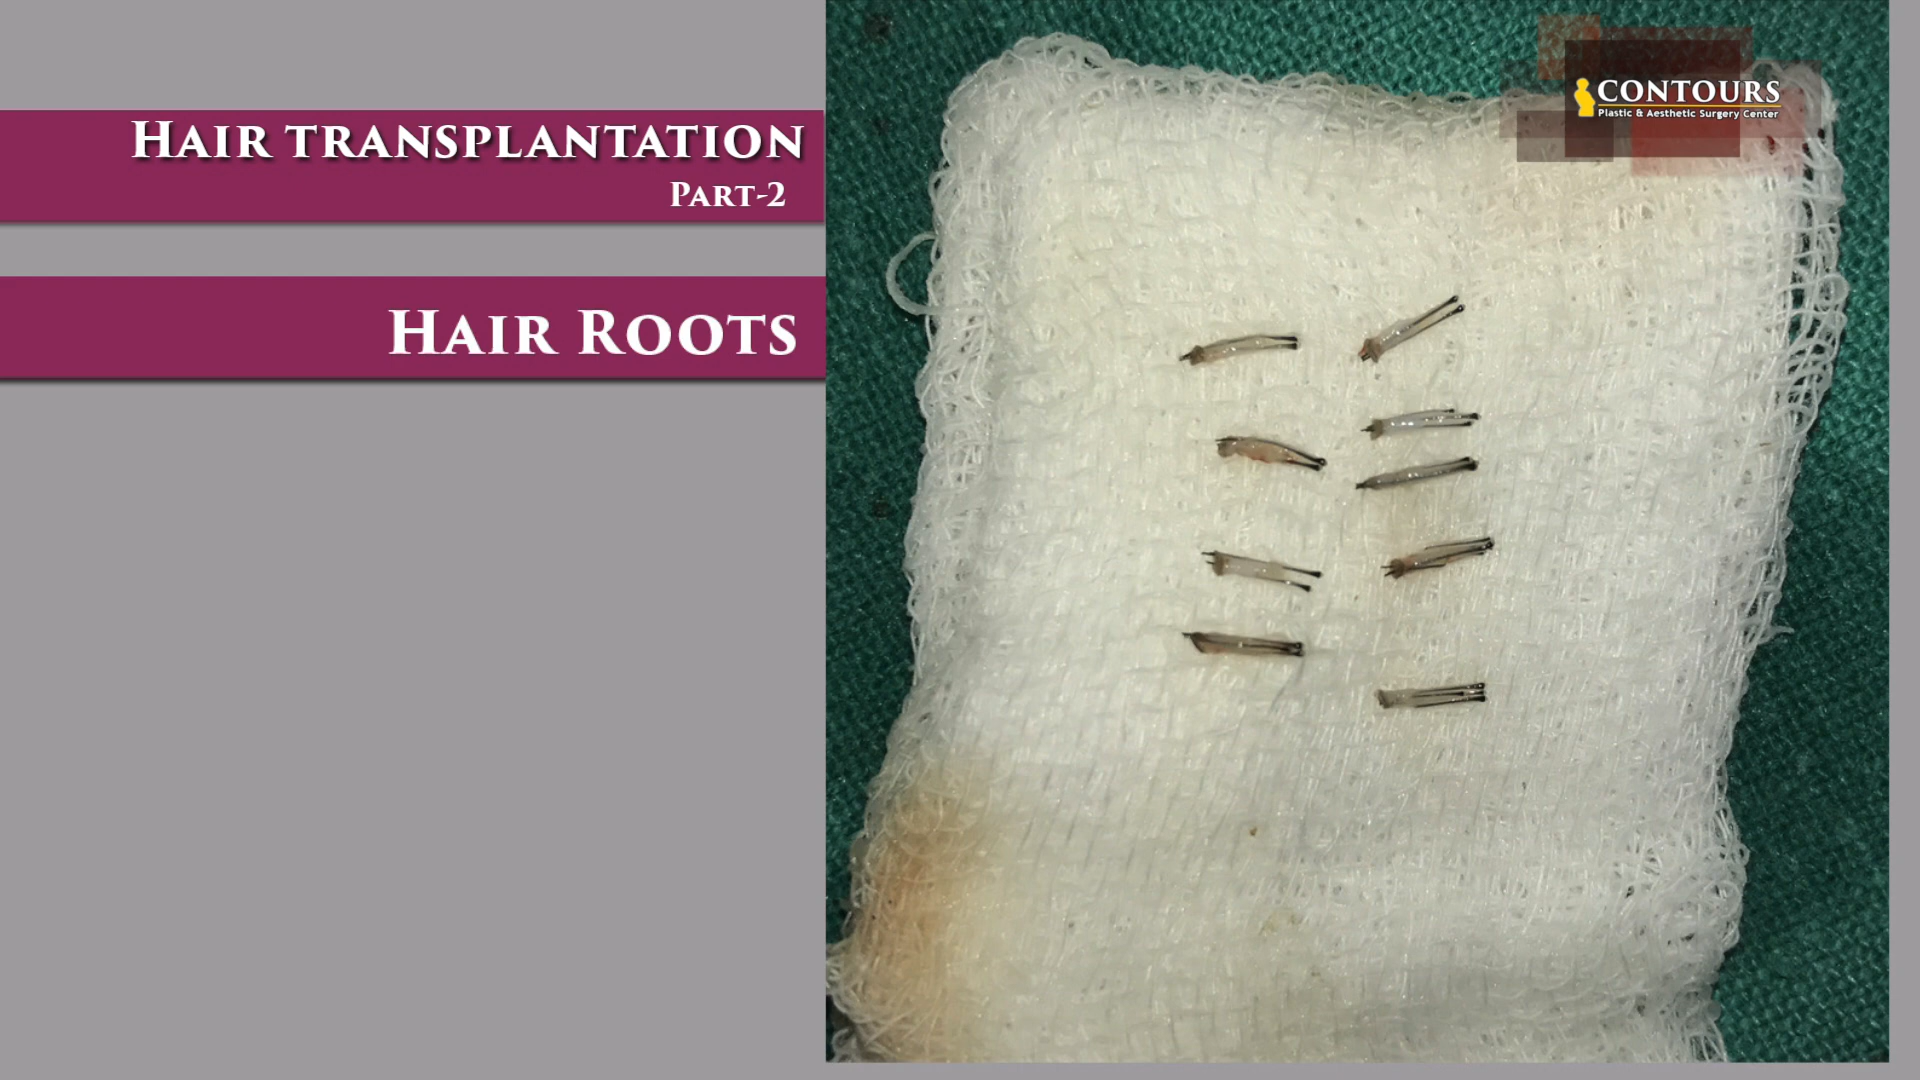 HAIR TRANSPLANTATION
PART-2
HAIR ROOTS
CONTOURS
Plastic & Aesthetic Surgery Center